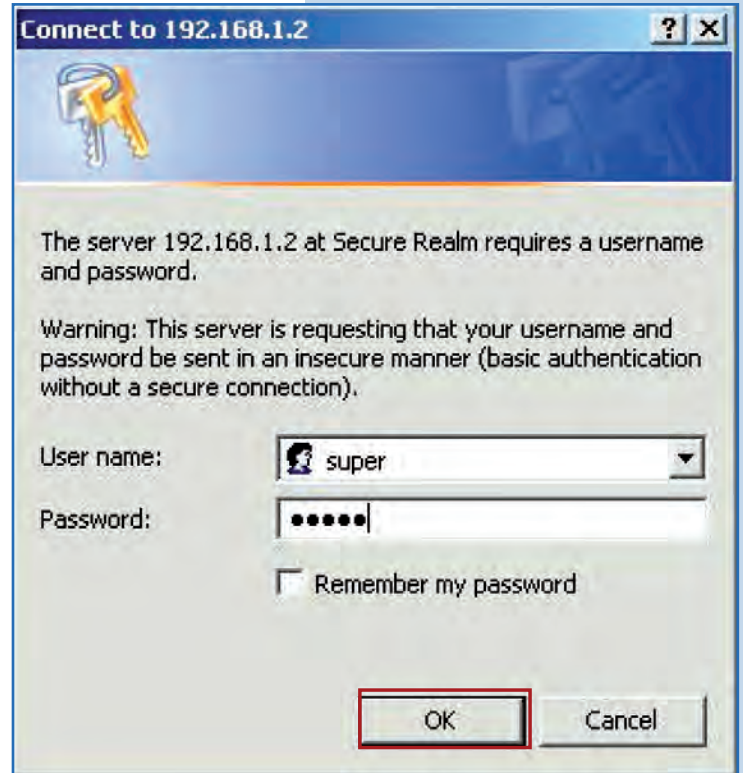 Connect to 192.168.1.2
The server 192.168.1.2 at Secure Realm requires a username
and password.
Warning: This server is requesting that your username and
password be sent in an insecure manner (basic authentication
without a secure connection).
User name:
super
Password:
●●●●●
Remember my password
OK
Cancel